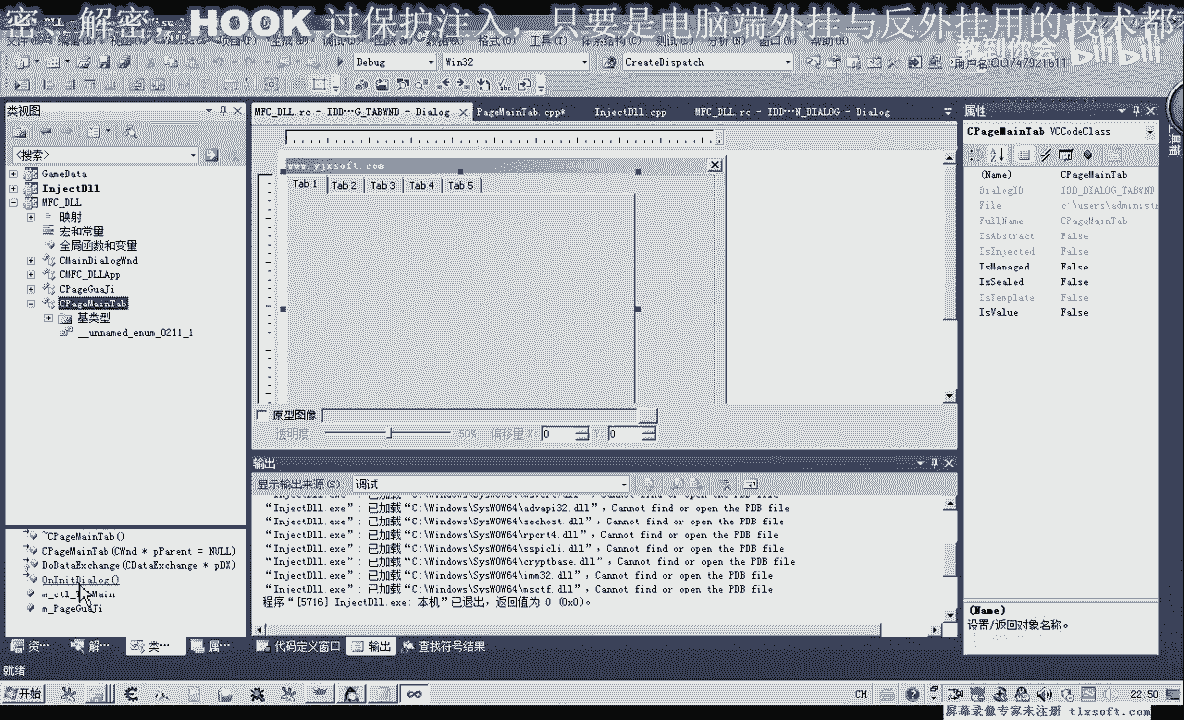 密、解密，HOOK 过保护注入，只要是电脑端外挂与反外挂用的技术都
教到你会
bilibili
Debug
Win32
CreateDispatch
类视图
MFC_DLL.rc - IDD···G_TABWND - Dialog
PageMainTab.cpp*
InjectDll.cpp
MFC_DLL.rc - IDD···N_DIALOG - Dialog
属性
<搜索>
www.yjxsoft.com
CPageMainTab VCCodeClass
Tab 1
Tab 2
Tab 3
Tab 4
Tab 5
GameData
InjectDll
MFC_DLL
映射
宏和常量
全局函数和变量
CMainDialogWnd
CMFC_DLLApp
CPageGuaJi
CPageMainTab
基类型
__unnamed_enum_0211_1
(Name) CPageMainTab
DialogID IDD_DIALOG_TABWND
File c:\users\administr
FullName CPageMainTab
IsAbstract False
IsInjected False
IsManaged False
IsSealed False
IsTemplate False
IsValue False
原型图像
透明度 50% 偏移量 X: 0 Y: 0
输出
显示输出来源(S): 调试
“InjectDll.exe”: 已加载“C:\Windows\SysWOW64\advapi32.dll”，Cannot find or open the PDB file
“InjectDll.exe”: 已加载“C:\Windows\SysWOW64\sechost.dll”，Cannot find or open the PDB file
“InjectDll.exe”: 已加载“C:\Windows\SysWOW64\rpcrt4.dll”，Cannot find or open the PDB file
“InjectDll.exe”: 已加载“C:\Windows\SysWOW64\sspicli.dll”，Cannot find or open the PDB file
“InjectDll.exe”: 已加载“C:\Windows\SysWOW64\cryptbase.dll”，Cannot find or open the PDB file
“InjectDll.exe”: 已加载“C:\Windows\SysWOW64\imm32.dll”，Cannot find or open the PDB file
“InjectDll.exe”: 已加载“C:\Windows\SysWOW64\msctf.dll”，Cannot find or open the PDB file
程序“[5716] InjectDll.exe: 本机”已退出，返回值为 0 (0x0)。
~CPageMainTab()
CPageMainTab(CWnd * pParent = NULL)
DoDataExchange(CDataExchange * pDX)
OnInitDialog()
m_PageGuaJi
(Name)
设置/返回对象名称。
资···
解···
类···
属···
代码定义窗口
输出
查找符号结果
就绪
开始
CH
22:50
屏幕录像专家未注册 tlxsoft.com